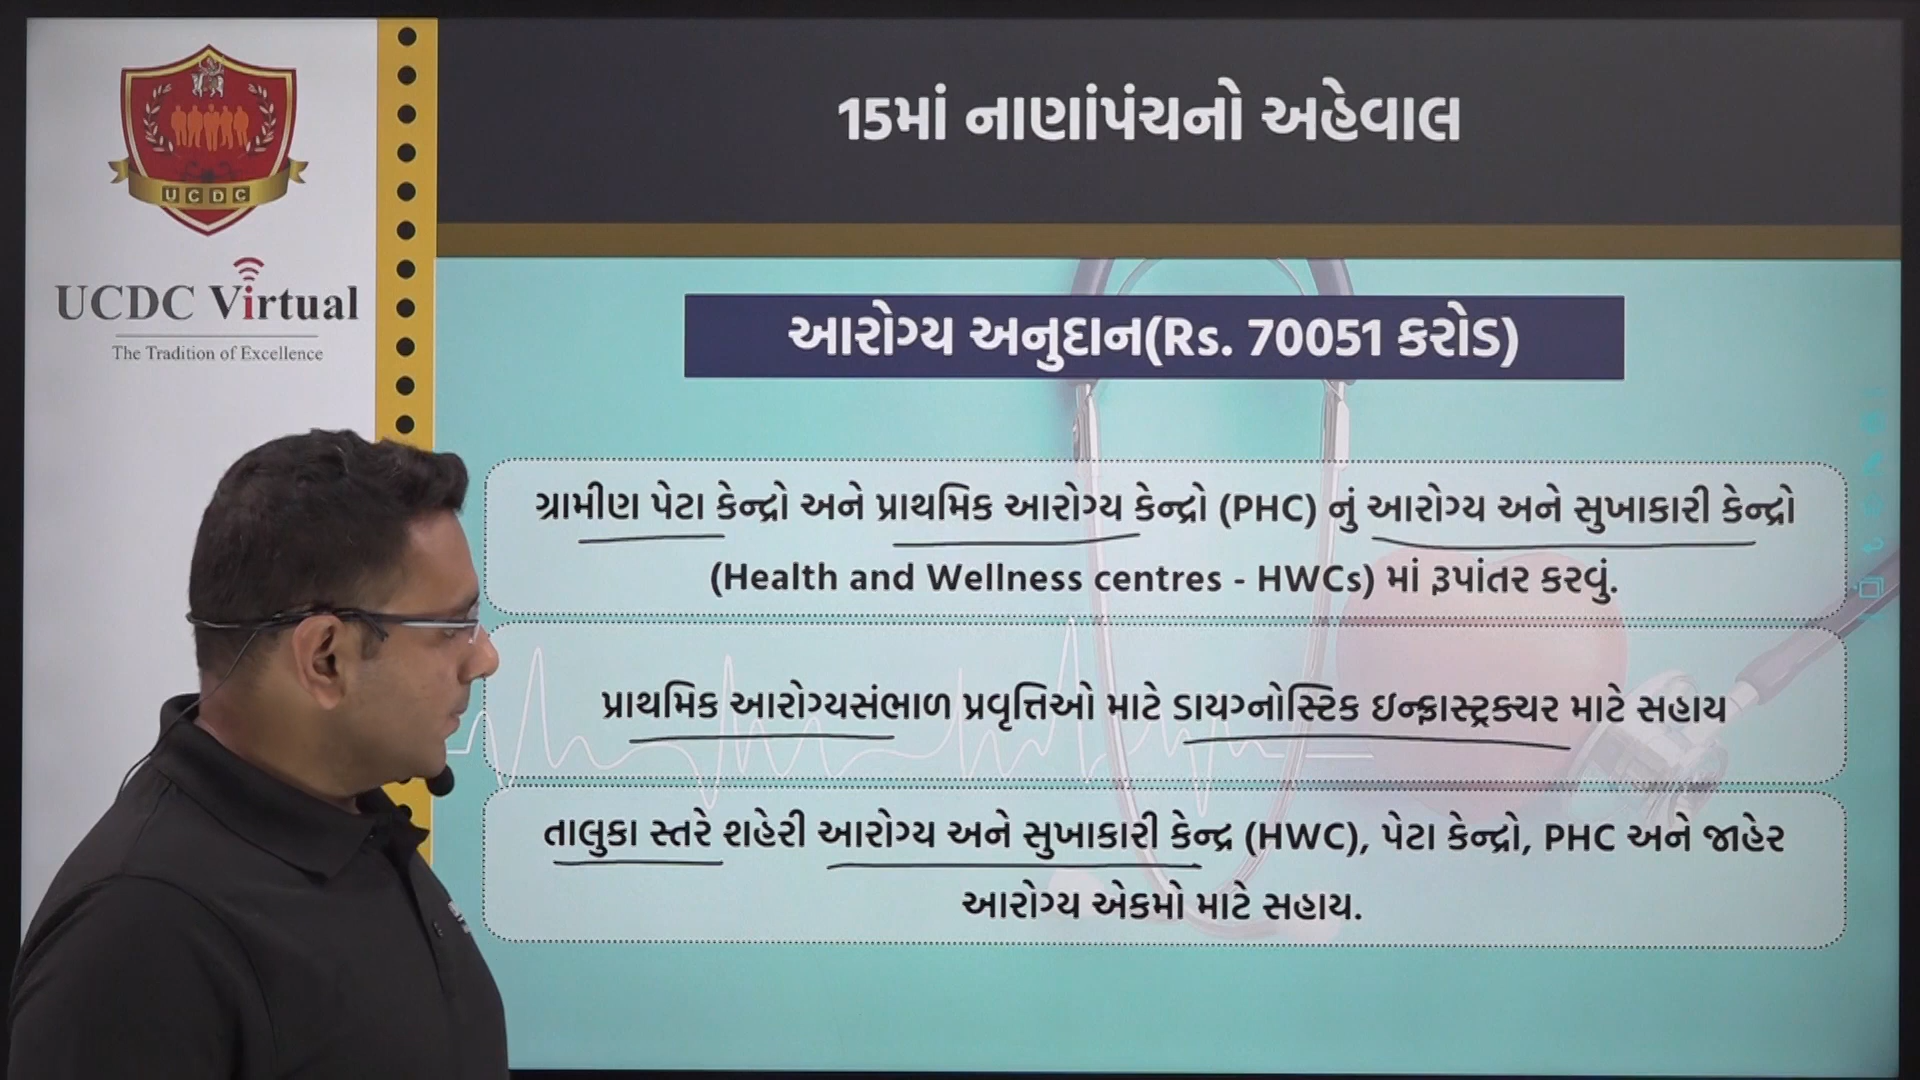 UCDC
UCDC Virtual
The Tradition of Excellence
15માં નાણાંપંચનો અહેવાલ
આરોગ્ય અનુદાન(Rs. 70051 કરોડ)
ગ્રામીણ પેટા કેન્દ્રો અને પ્રાથમિક આરોગ્ય કેન્દ્રો (PHC) નું આરોગ્ય અને સુખાકારી કેન્દ્રો
(Health and Wellness centres - HWCs) માં રૂપાંતર કરવું.
પ્રાથમિક આરોગ્યસંભાળ પ્રવૃત્તિઓ માટે ડાયગ્નોસ્ટિક ઇન્ફ્રાસ્ટ્રક્ચર માટે સહાય
તાલુકા સ્તરે શહેરી આરોગ્ય અને સુખાકારી કેન્દ્ર (HWC), પેટા કેન્દ્રો, PHC અને જાહેર
આરોગ્ય એકમો માટે સહાય.